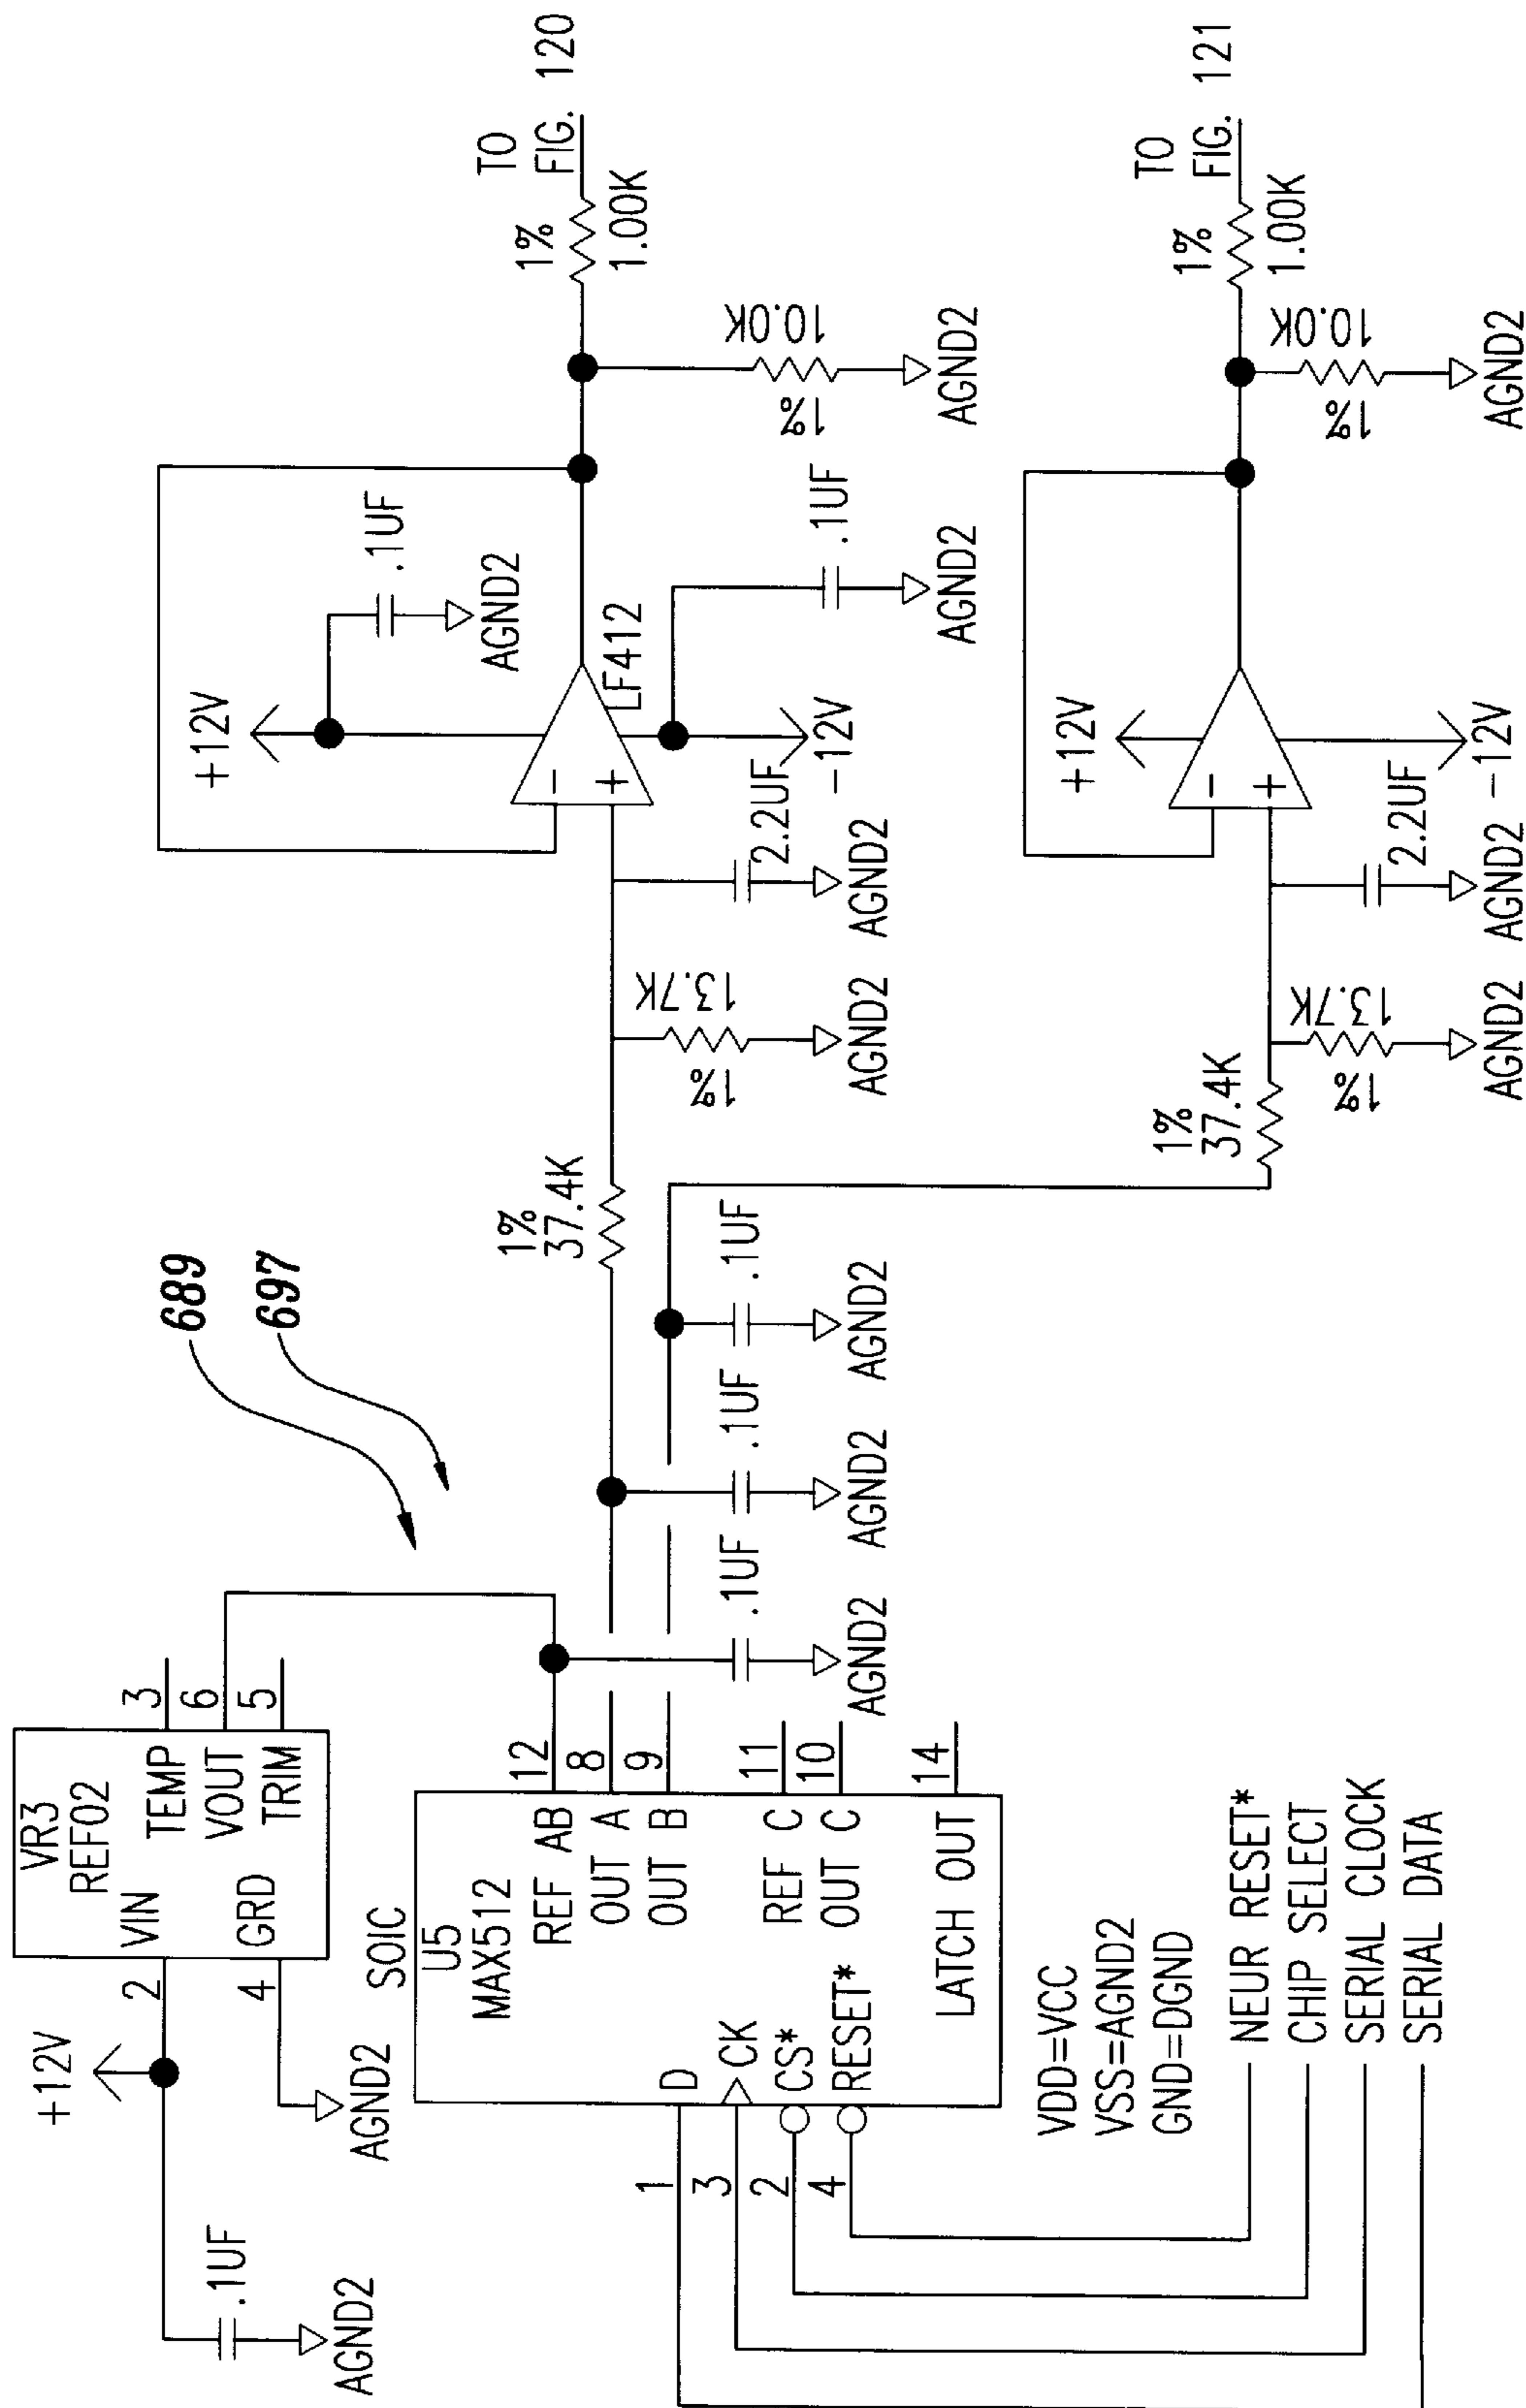 +12V
.1UF
AGND2
2
4
AGND2
VR3
REF02
VIN
GRD
TEMP
VOUT
TRIM
3
6
5
689
697
SOIC
U5
MAX512
D
CK
CS*
RESET*
REF AB
OUT A
OUT B
REF C
OUT C
LATCH OUT
1
3
2
4
12
8
9
11
10
14
VDD=VCC
VSS=AGND2
GND=DGND
NEUR RESET*
CHIP SELECT
SERIAL CLOCK
SERIAL DATA
.1UF
AGND2
.1UF
AGND2
.1UF
AGND2
1%
37.4K
1%
13.7K
AGND2
2.2UF
AGND2
+12V
.1UF
AGND2
-
+
LF412
-12V
.1UF
AGND2
1%
10.0K
AGND2
1%
1.00K
TO
FIG. 120
1%
37.4K
1%
13.7K
AGND2
2.2UF
AGND2
+12V
-
+
-12V
1%
10.0K
AGND2
1%
1.00K
TO
FIG. 121